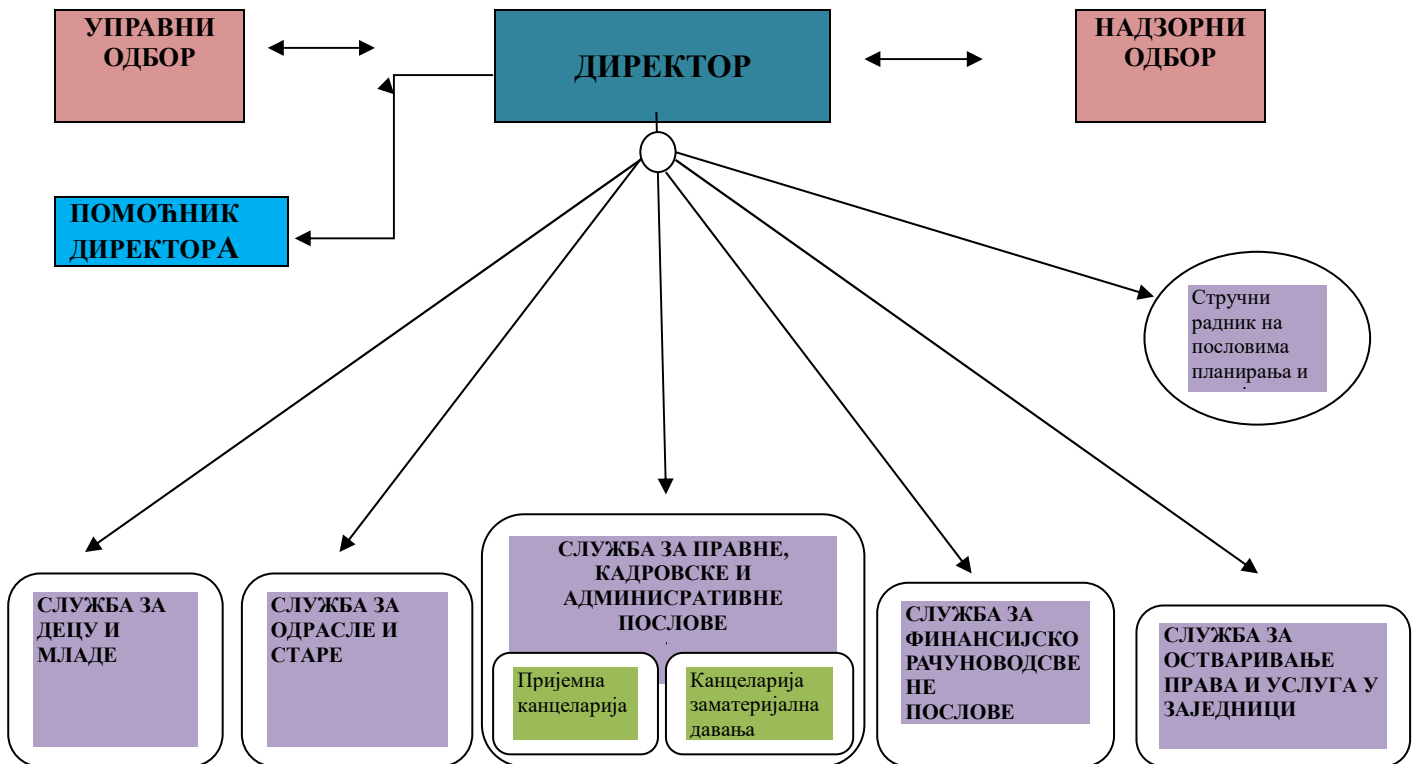 УПРАВНИ
ОДБОР
ДИРЕКТОР
НАДЗОРНИ
ОДБОР
ПОМОЋНИК
ДИРЕКТОРА
Стручни
радник на
пословима
планирања и
СЛУЖБА ЗА
ДЕЦУ И
МЛАДЕ
СЛУЖБА ЗА
ОДРАСЛЕ И
СТАРЕ
СЛУЖБА ЗА ПРАВНЕ,
КАДРОВСКЕ И
АДМИНИСРАТИВНЕ
ПОСЛОВЕ
Пријемна
канцеларија
Канцеларија
заматеријална
давања
СЛУЖБА ЗА
ФИНАНСИЈСКО
РАЧУНОВОДСВЕ
НЕ
ПОСЛОВЕ
СЛУЖБА ЗА
ОСТВАРИВАЊЕ
ПРАВА И УСЛУГА У
ЗАЈЕДНИЦИ